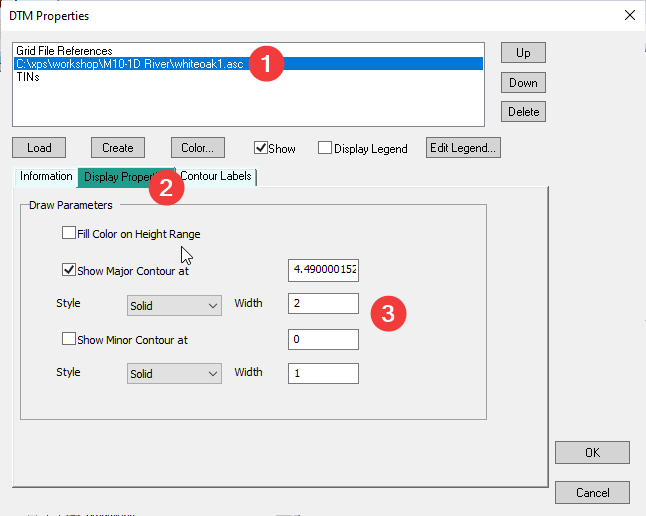 DTM Properties
Grid File References
C:\xps\workshop\M10-1D River\whiteoak1.asc
1
TINs
Up
Down
Delete
Load Create Color... Show Display Legend Edit Legend...
Information Display Proper Contour Labels
2
Draw Parameters
Fill Color on Height Range
Show Major Contour at 4.490000152
Style Solid Width 2
3
Show Minor Contour at 0
Style Solid Width 1
OK
Cancel